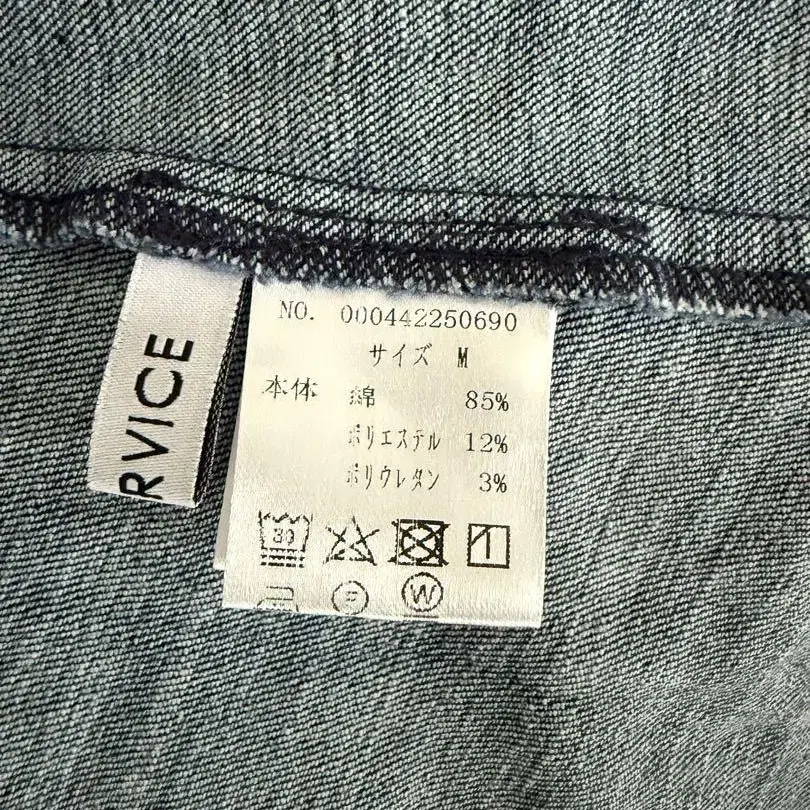 RVICE
NO. 000442250690
サイズ M
本体 綿 85%
ポリエステル 12%
ポリウレタン 3%
30
W